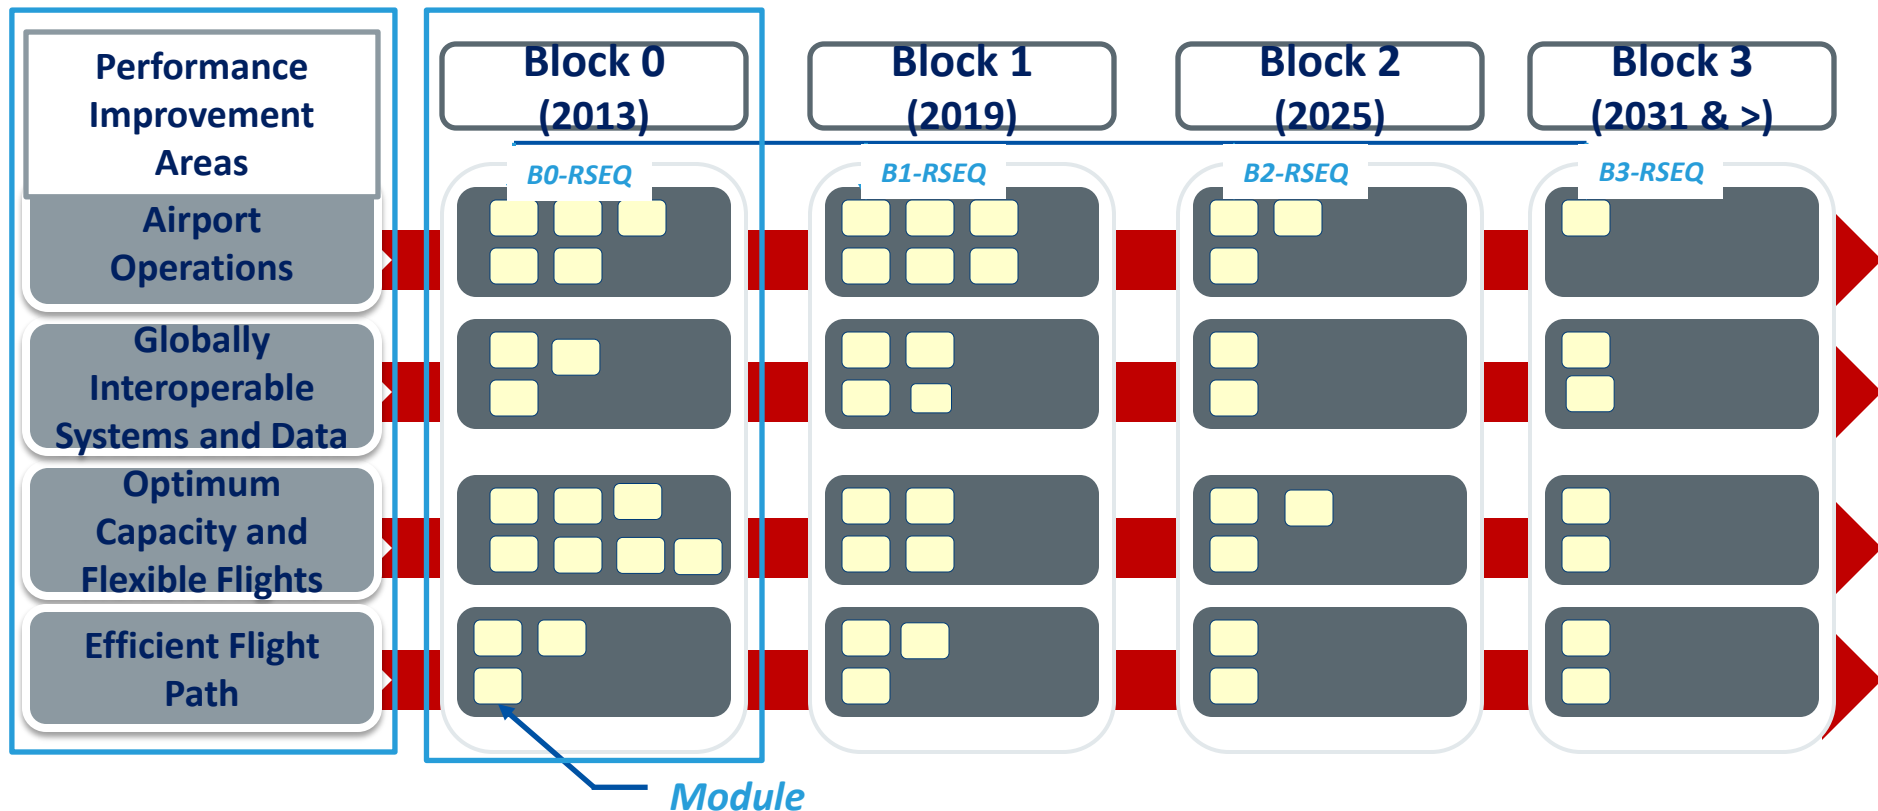 Performance
Improvement
Areas
Block 0
(2013)
Block 1
(2019)
Block 2
(2025)
Block 3
(2031 & >)
B0-RSEQ
B1-RSEQ
B2-RSEQ
B3-RSEQ
Airport
Operations
Globally
Interoperable
Systems and Data
Optimum
Capacity and
Flexible Flights
Efficient Flight
Path
Module